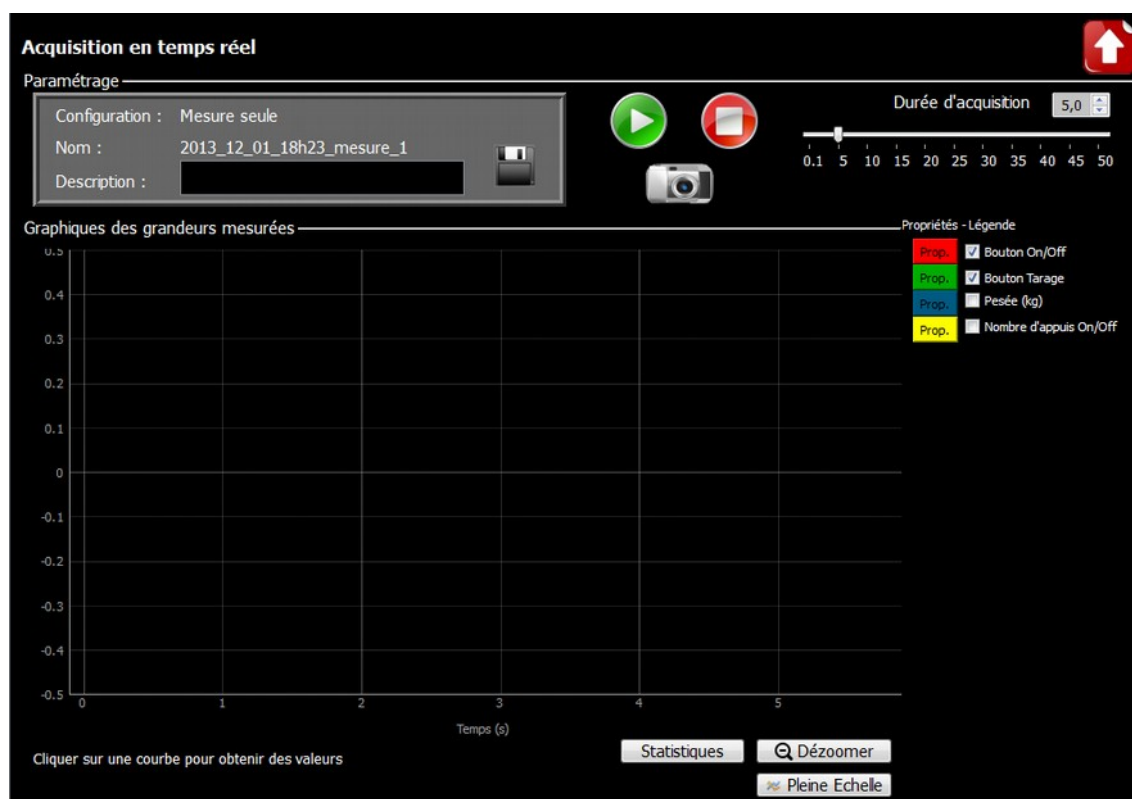 Acquisition en temps réel
Paramétrage
Configuration : Mesure seule
Nom : 2013_12_01_18h23_mesure_1
Description :
Durée d'acquisition 5,0
0.1 5 10 15 20 25 30 35 40 45 50
Graphiques des grandeurs mesurées
Propriétés - Légende
Prop. Bouton On/Off
Prop. Bouton Tarage
Prop. Pesée (kg)
Prop. Nombre d'appuis On/Off
0.5
0.4
0.3
0.2
0.1
0
-0.1
-0.2
-0.3
-0.4
-0.5
0 1 2 3 4 5
Temps (s)
Cliquer sur une courbe pour obtenir des valeurs
Statistiques
Dézoomer
Pleine Echelle